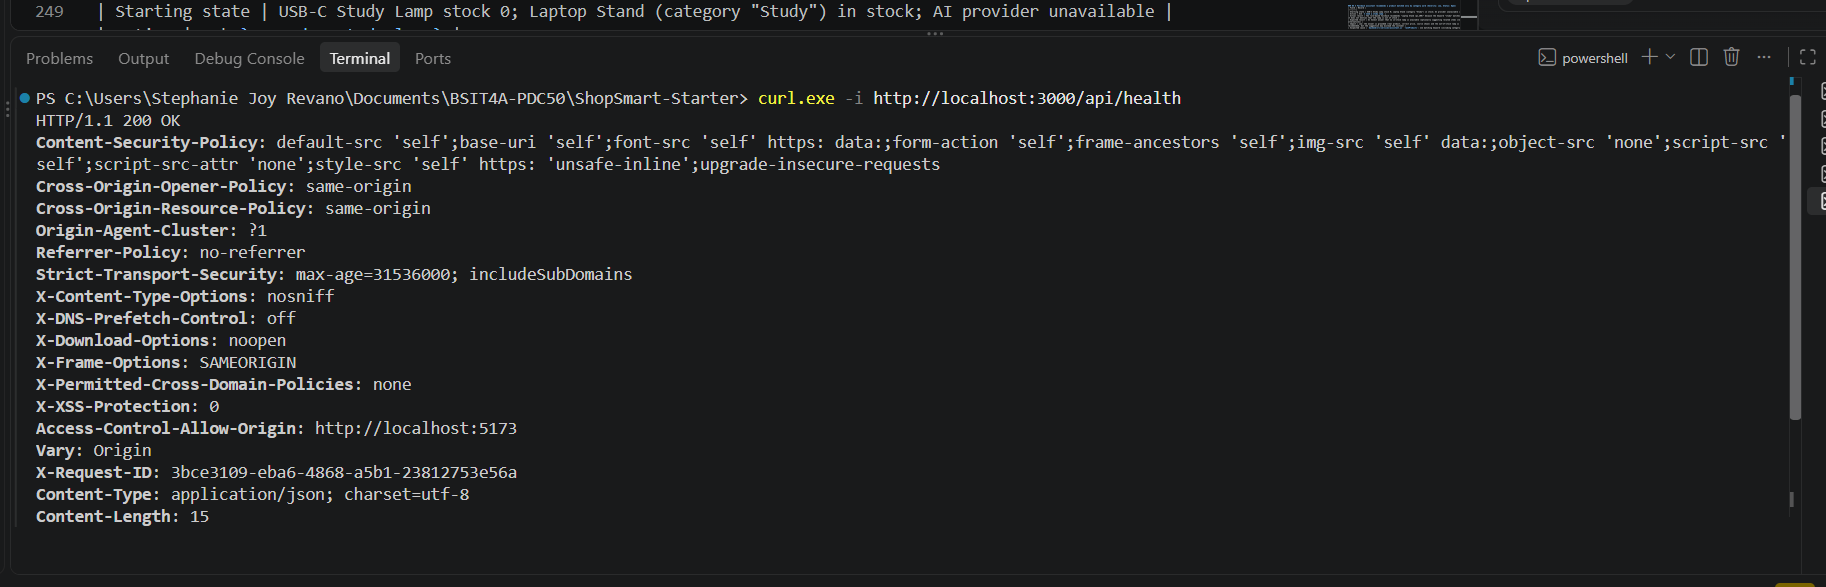 249 | Starting state | USB-C Study Lamp stock 0; Laptop Stand (category "Study") in stock; AI provider unavailable |
Problems Output Debug Console Terminal Ports powershell
PS C:\Users\Stephanie Joy Revano\Documents\BSIT4A-PDC50\ShopSmart-Starter> curl.exe -i http://localhost:3000/api/health
HTTP/1.1 200 OK
Content-Security-Policy: default-src 'self';base-uri 'self';font-src 'self' https: data:;form-action 'self';frame-ancestors 'self';img-src 'self' data:;object-src 'none';script-src '
self';script-src-attr 'none';style-src 'self' https: 'unsafe-inline';upgrade-insecure-requests
Cross-Origin-Opener-Policy: same-origin
Cross-Origin-Resource-Policy: same-origin
Origin-Agent-Cluster: ?1
Referrer-Policy: no-referrer
Strict-Transport-Security: max-age=31536000; includeSubDomains
X-Content-Type-Options: nosniff
X-DNS-Prefetch-Control: off
X-Download-Options: noopen
X-Frame-Options: SAMEORIGIN
X-Permitted-Cross-Domain-Policies: none
X-XSS-Protection: 0
Access-Control-Allow-Origin: http://localhost:5173
Vary: Origin
X-Request-ID: 3bce3109-eba6-4868-a5b1-23812753e56a
Content-Type: application/json; charset=utf-8
Content-Length: 15